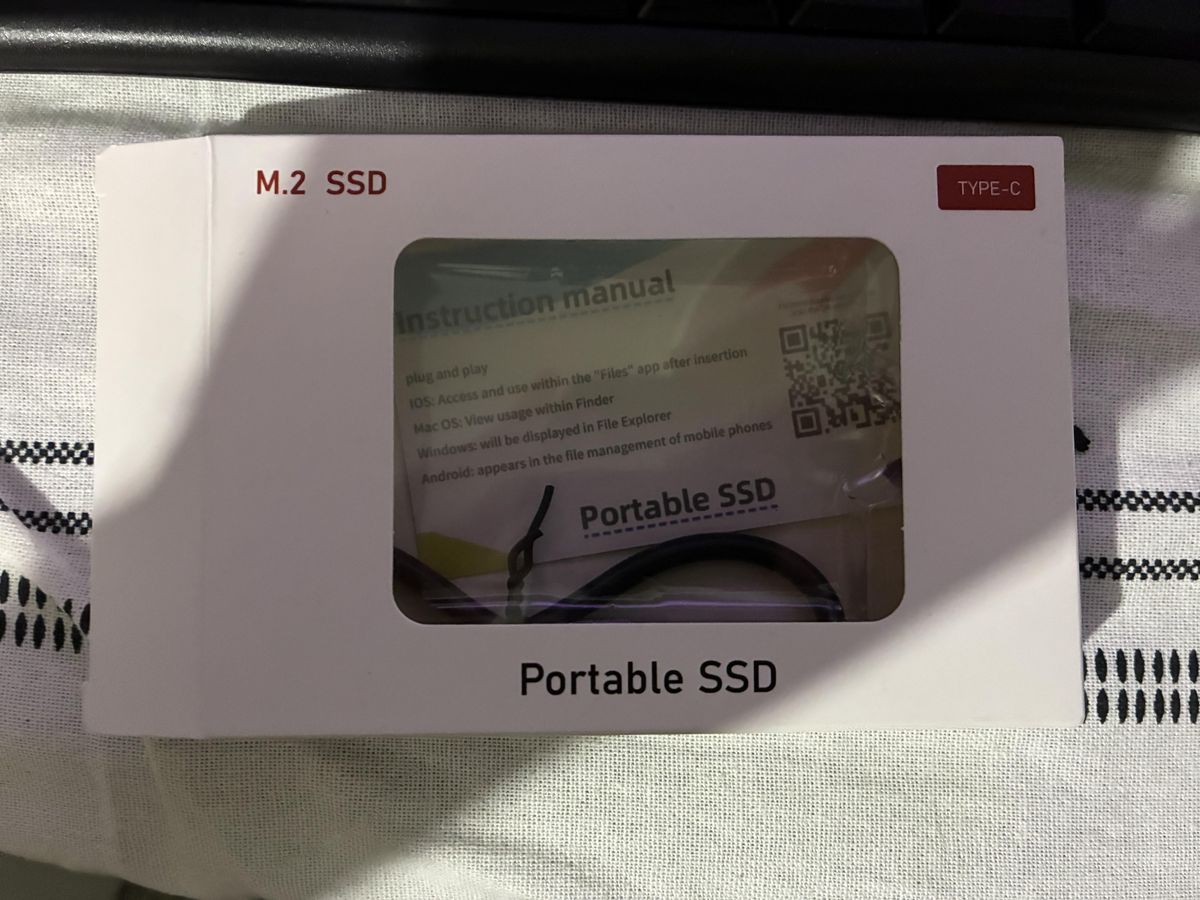 M.2 SSD
TYPE-C
Instruction manual
plug and play
IOS: Access and use within the "Files" app after insertion
Mac OS: View usage within Finder
Windows: will be displayed in File Explorer
Android: appears in the file management of mobile phones
Portable SSD
Portable SSD